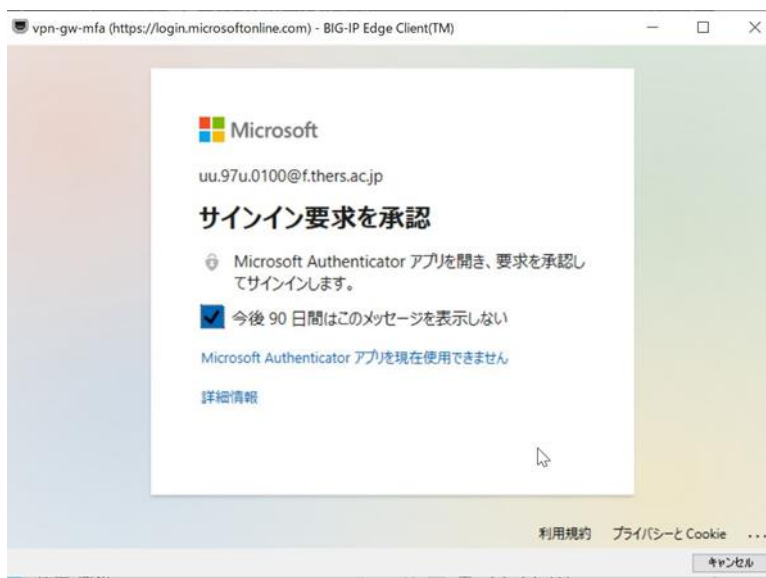 vpn-gw-mfa (https://login.microsoftonline.com) - BIG-IP Edge Client(TM)
Microsoft
uu.97u.0100@f.thers.ac.jp
サインイン要求を承認
Microsoft Authenticator アプリを開き、要求を承認し
てサインインします。
今後 90 日間はこのメッセージを表示しない
Microsoft Authenticator アプリを現在使用できません
詳細情報
利用規約 プライバシーと Cookie ...
キャンセル